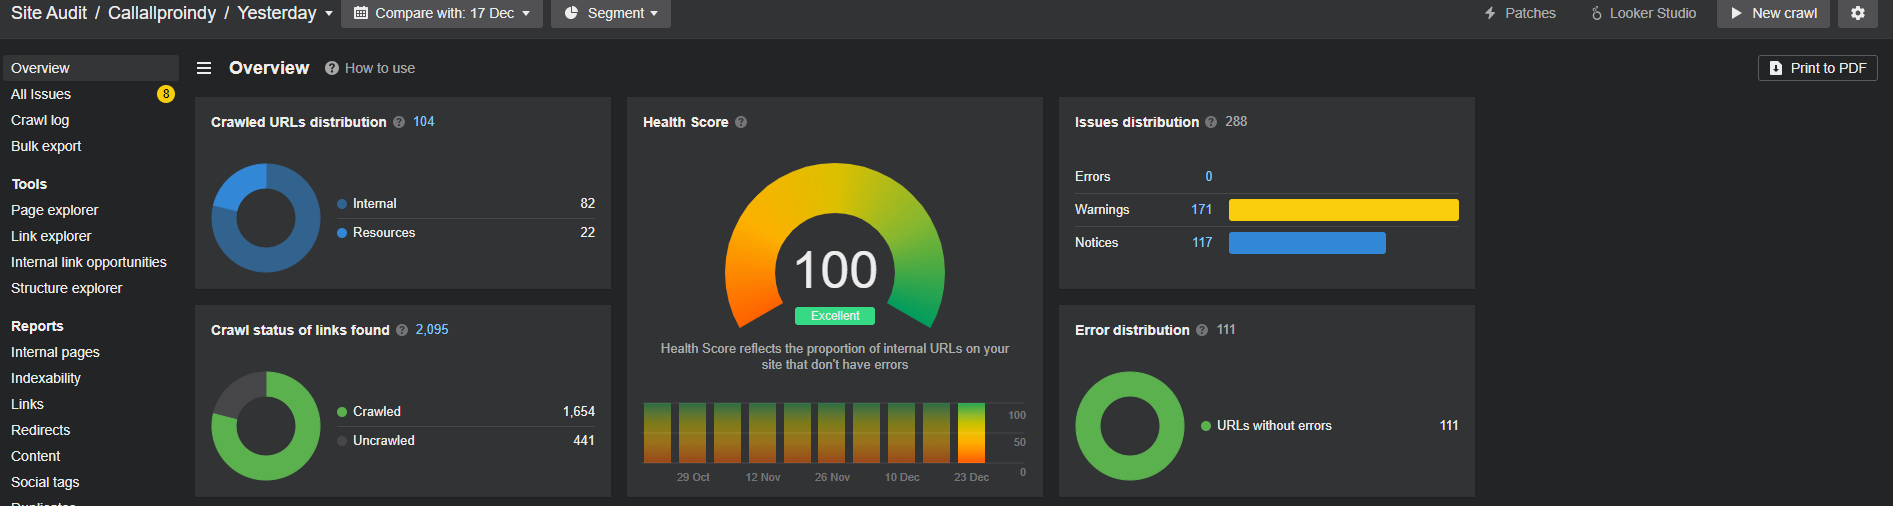 Site Audit / Callallproindy / Yesterday Compare with: 17 Dec Segment Patches Looker Studio New crawl
Overview
All Issues 8
Crawl log
Bulk export
Tools
Page explorer
Link explorer
Internal link opportunities
Structure explorer
Reports
Internal pages
Indexability
Links
Redirects
Content
Social tags
Duplicates
Overview ? How to use Print to PDF
Crawled URLs distribution ? 104
Internal 82
Resources 22
Crawl status of links found ? 2,095
Crawled 1,654
Uncrawled 441
Health Score ?
100
Excellent
Health Score reflects the proportion of internal URLs on your
site that don't have errors
100
50
0
29 Oct 12 Nov 26 Nov 10 Dec 23 Dec
Issues distribution ? 288
Errors 0
Warnings 171
Notices 117
Error distribution ? 111
URLs without errors 111